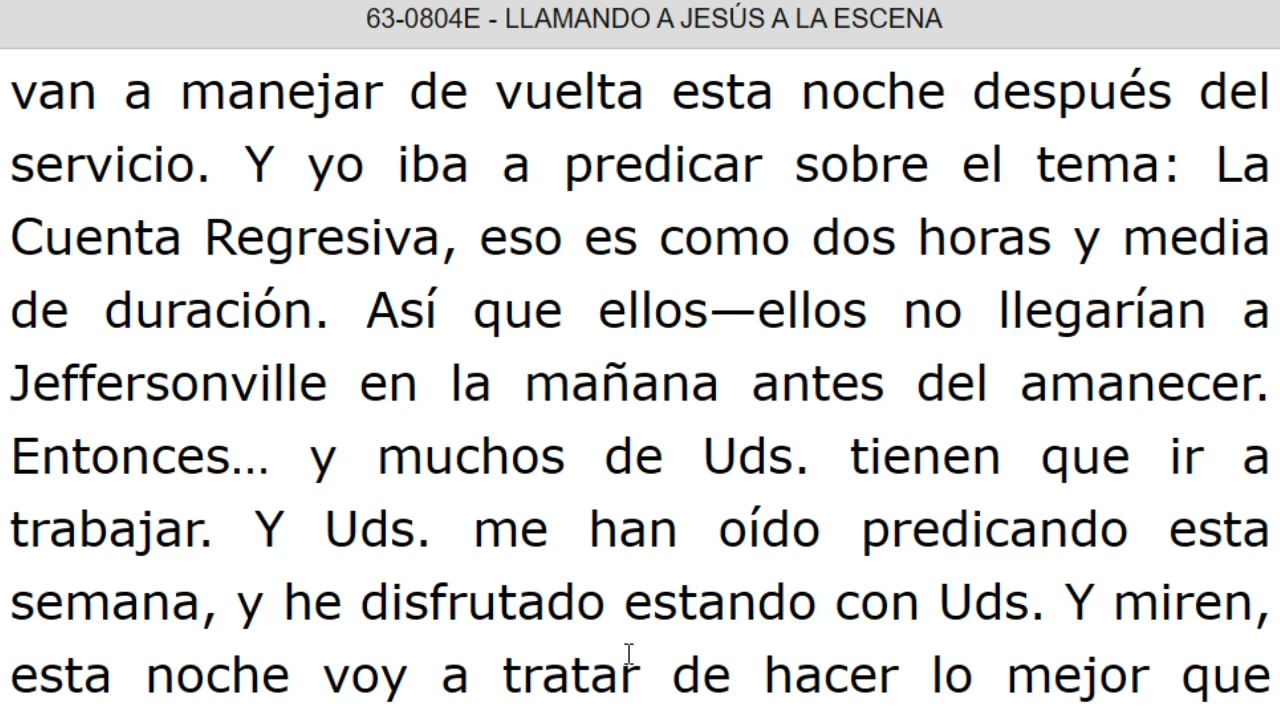 63-0804E - LLAMANDO A JESÚS A LA ESCENA
van a manejar de vuelta esta noche después del
servicio. Y yo iba a predicar sobre el tema: La
Cuenta Regresiva, eso es como dos horas y media
de duración. Así que ellos—ellos no llegarían a
Jeffersonville en la mañana antes del amanecer.
Entonces... y muchos de Uds. tienen que ir a
trabajar. Y Uds. me han oído predicando esta
semana, y he disfrutado estando con Uds. Y miren,
esta noche voy a tratar de hacer lo mejor que